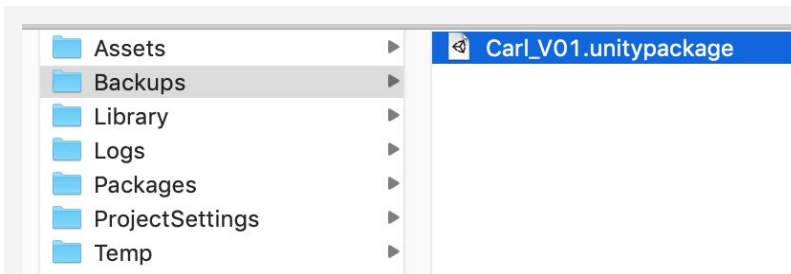 Assets
Backups
Library
Logs
Packages
ProjectSettings
Temp
Carl_V01.unitypackage